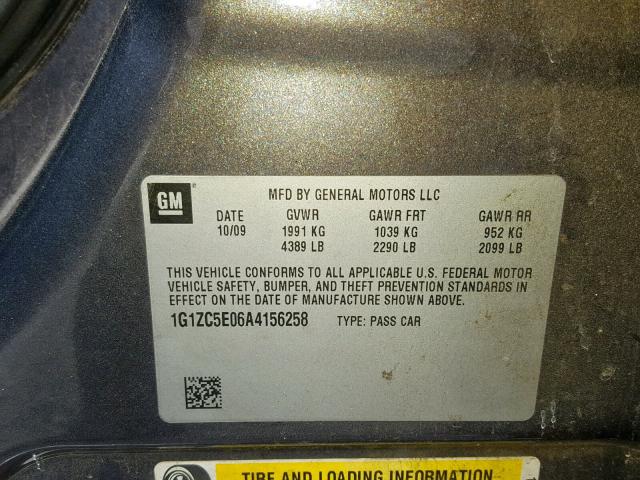 GM
MFD BY GENERAL MOTORS LLC
DATE GVWR GAWR FRT GAWR RR
10/09 1991 KG 1039 KG 952 KG
4389 LB 2290 LB 2099 LB
THIS VEHICLE CONFORMS TO ALL APPLICABLE U.S. FEDERAL MOTOR
VEHICLE SAFETY, BUMPER, AND THEFT PREVENTION STANDARDS IN
EFFECT ON THE DATE OF MANUFACTURE SHOWN ABOVE.
1G1ZC5E06A4156258 TYPE: PASS CAR
TIRE AND LOADING INFORMATION